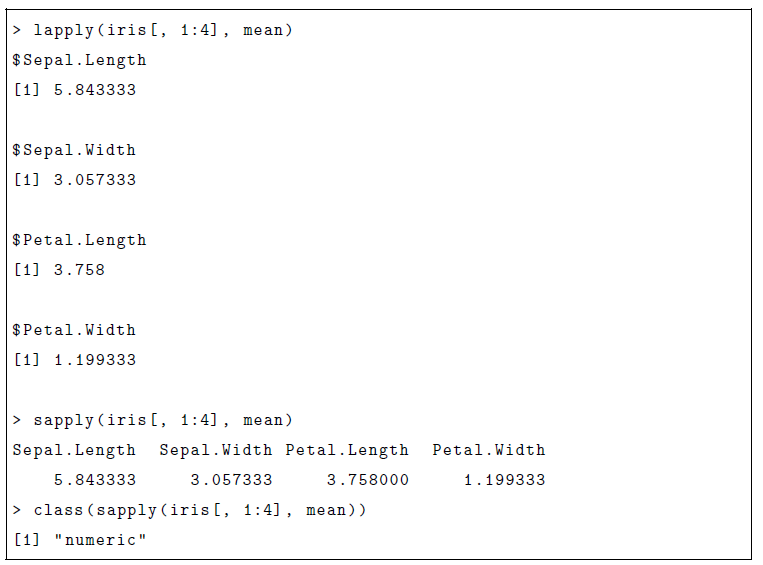 > lapply(iris[, 1:4], mean)
$Sepal.Length
[1] 5.843333
$Sepal.Width
[1] 3.057333
$Petal.Length
[1] 3.758
$Petal.Width
[1] 1.199333
> sapply(iris[, 1:4], mean)
Sepal.Length  Sepal.Width Petal.Length  Petal.Width
    5.843333     3.057333     3.758000     1.199333
> class(sapply(iris[, 1:4], mean))
[1] "numeric"